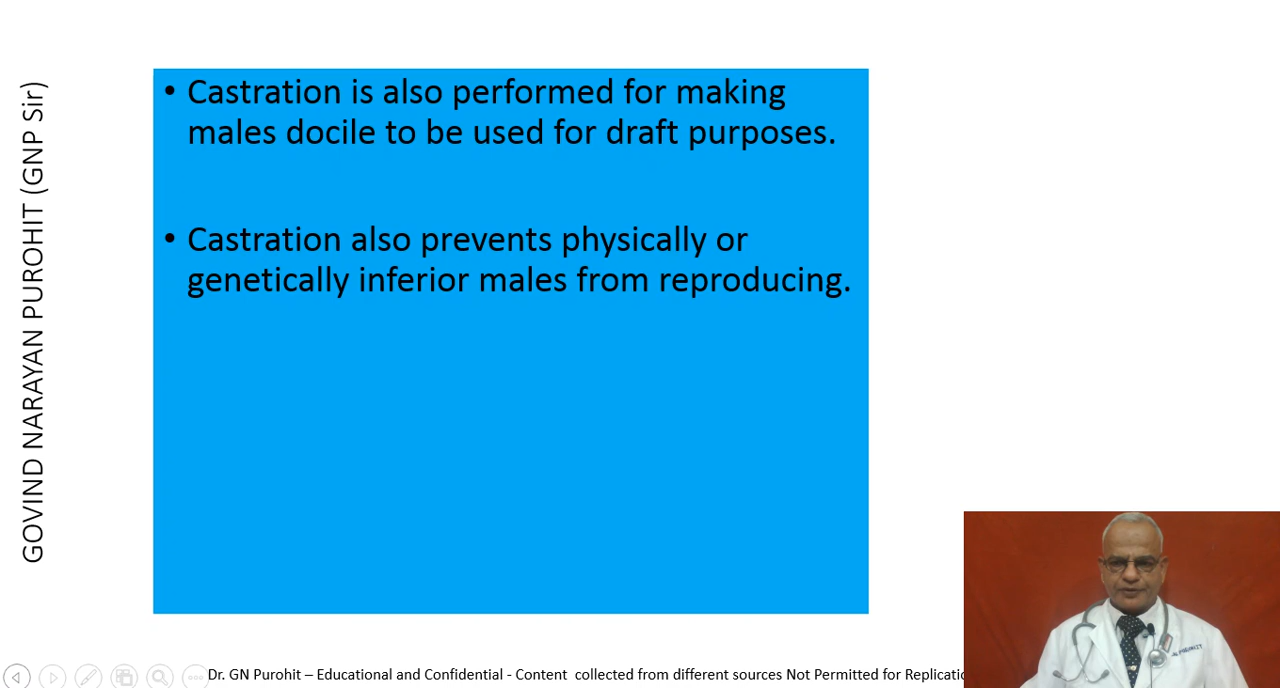 GOVIND NARAYAN PUROHIT (GNP Sir)
• Castration is also performed for making
males docile to be used for draft purposes.
• Castration also prevents physically or
genetically inferior males from reproducing.
Dr. GN Purohit – Educational and Confidential - Content collected from different sources Not Permitted for